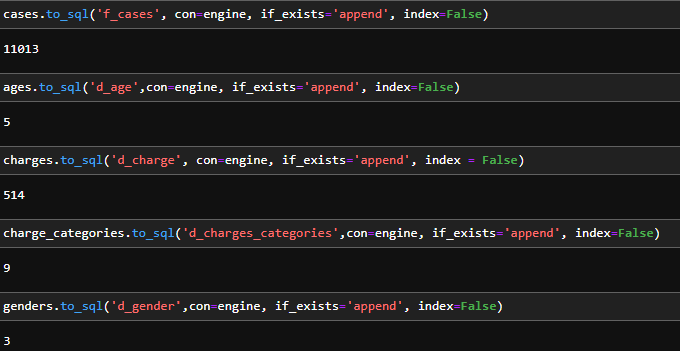 cases.to_sql('f_cases', con=engine, if_exists='append', index=False)
11013
ages.to_sql('d_age',con=engine, if_exists='append', index=False)
5
charges.to_sql('d_charge', con=engine, if_exists='append', index = False)
514
charge_categories.to_sql('d_charges_categories',con=engine, if_exists='append', index=False)
9
genders.to_sql('d_gender',con=engine, if_exists='append', index=False)
3